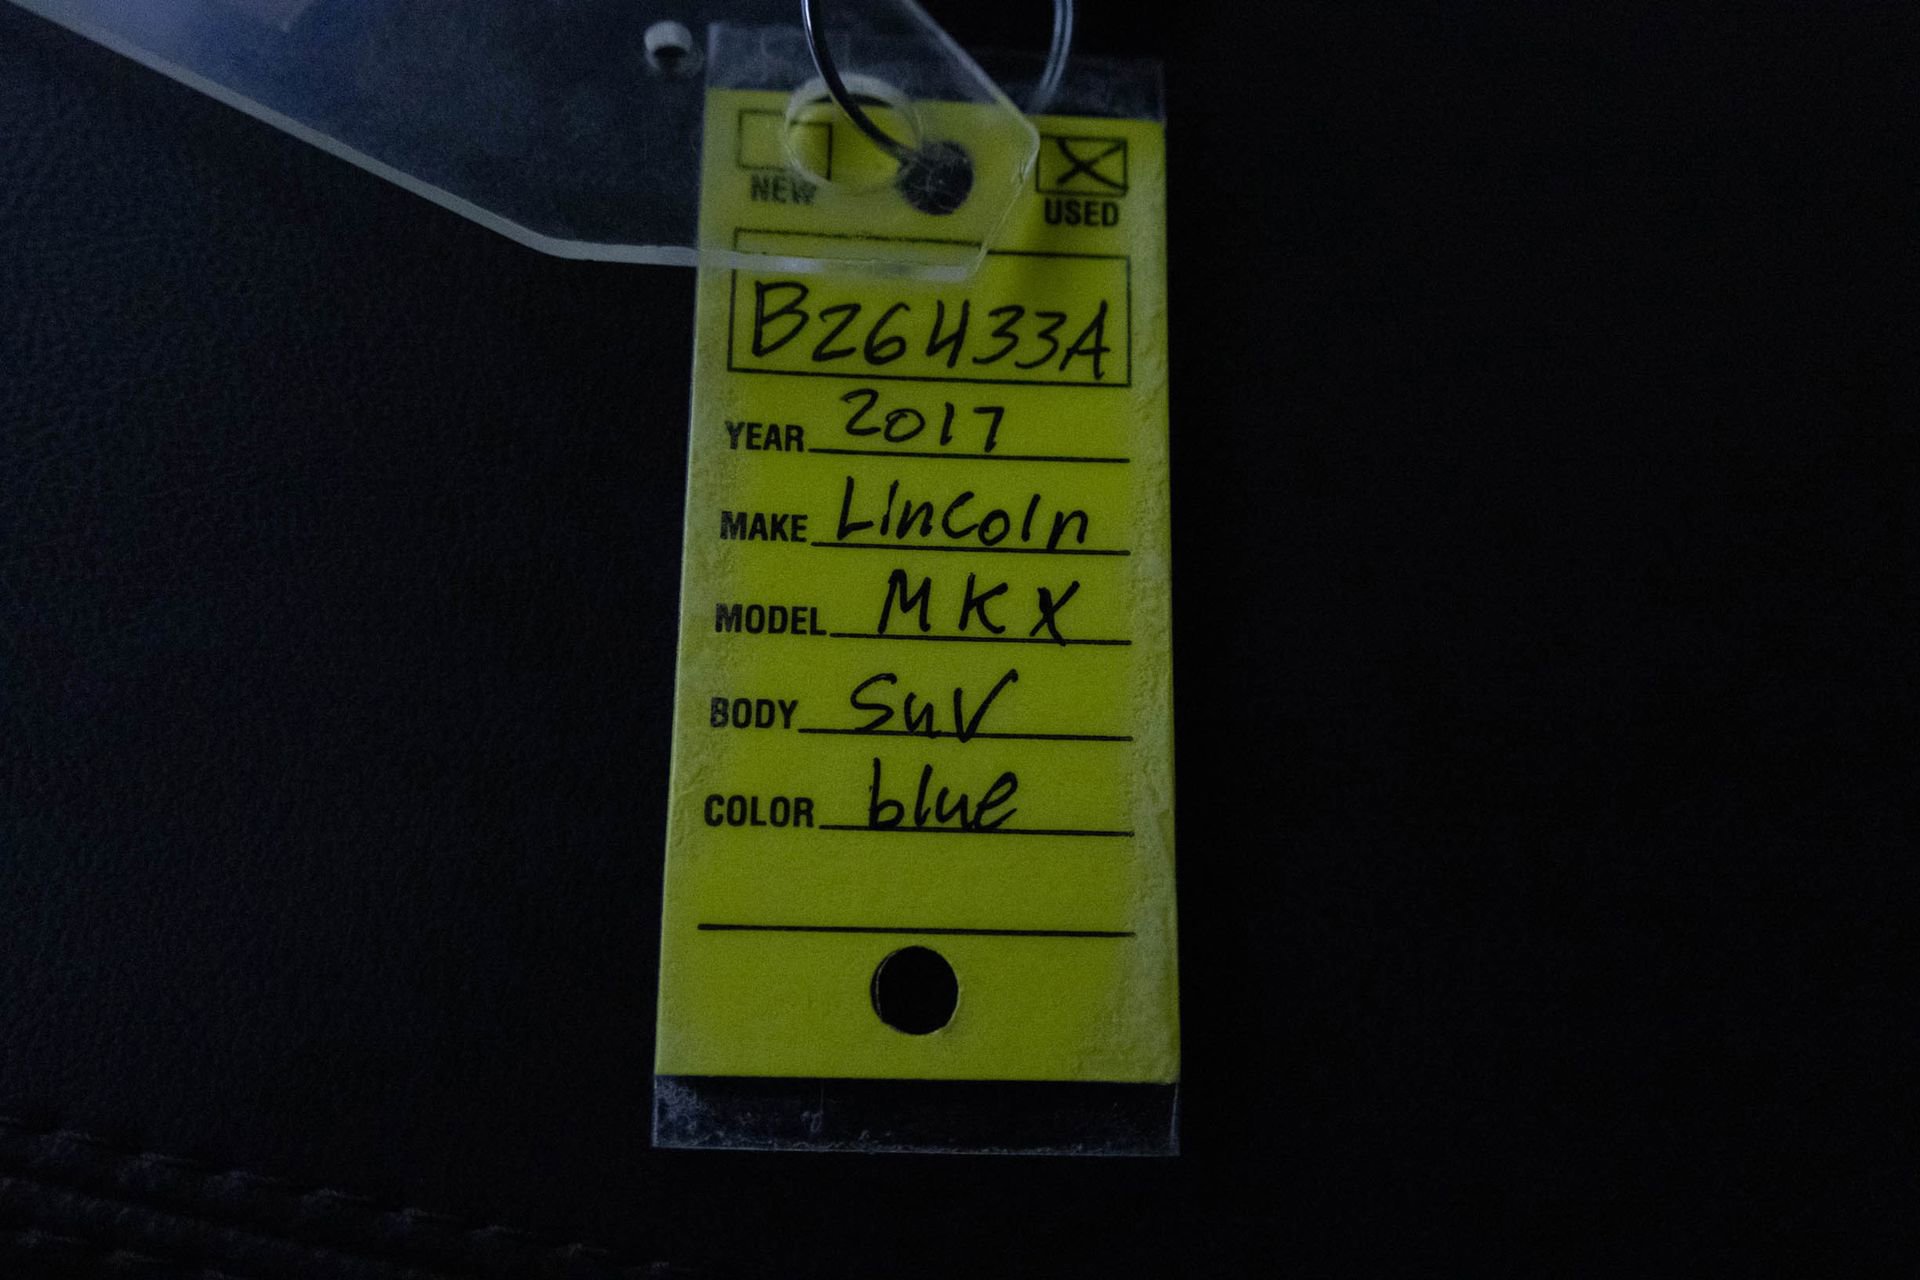 NEW USED
B26433A
YEAR 2017
MAKE Lincoln
MODEL MKX
BODY SuV
COLOR blue